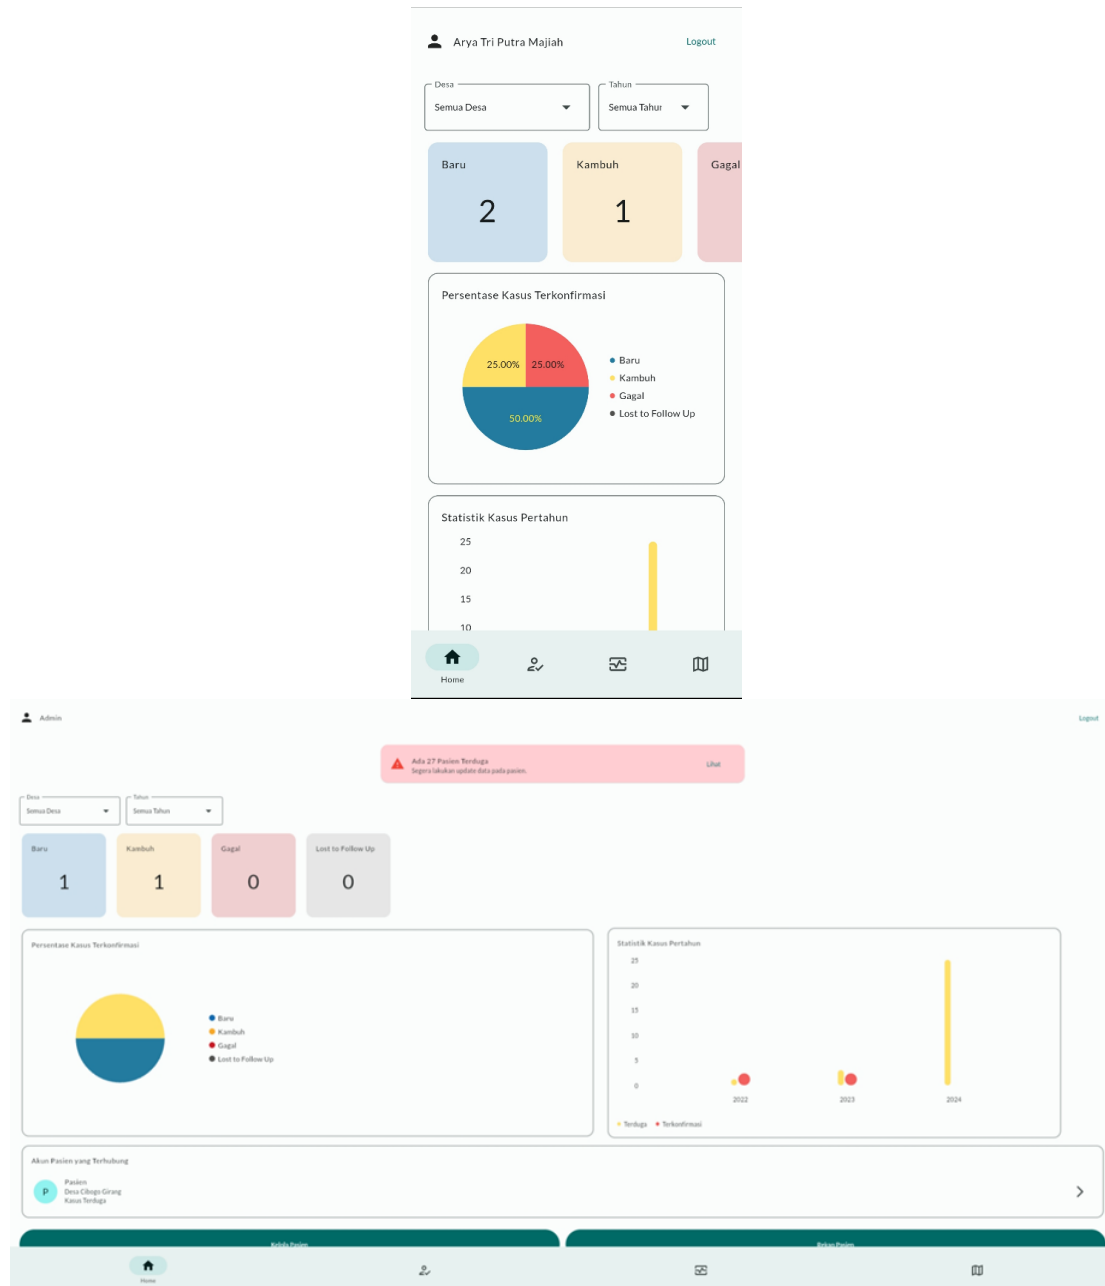 Arya Tri Putra Majiah
Logout
Desa
Semua Desa
Tahun
Semua Tahur
Baru
2
Kambuh
1
Gagal
Persentase Kasus Terkonfirmasi
25.00%
25.00%
50.00%
Baru
Kambuh
Gagal
Lost to Follow Up
Statistik Kasus Pertahun
25
20
15
10
Home
Admin
Logout
Ada 27 Pasien Terduga
Segera lakukan update data pada pasien.
Lihat
Desa
Semua Desa
Tahun
Semua Tahun
Baru
1
Kambuh
1
Gagal
0
Lost to Follow Up
0
Persentase Kasus Terkonfirmasi
Baru
Kambuh
Gagal
Lost to Follow Up
Statistik Kasus Pertahun
25
20
15
10
5
0
2022
2023
2024
Terduga
Terkonfirmasi
Akun Pasien yang Terhubung
P
Pasien
Desa Cibogo Girang
Kasus Terduga
Kelola Pasien
Rekap Pasien
Home